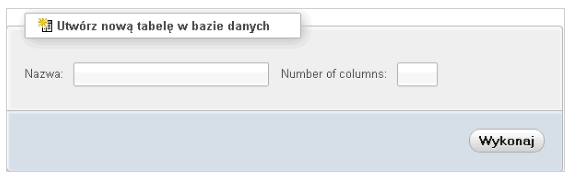 Utwórz nową tabelę w bazie danych
Nazwa: Number of columns:
Wykonaj